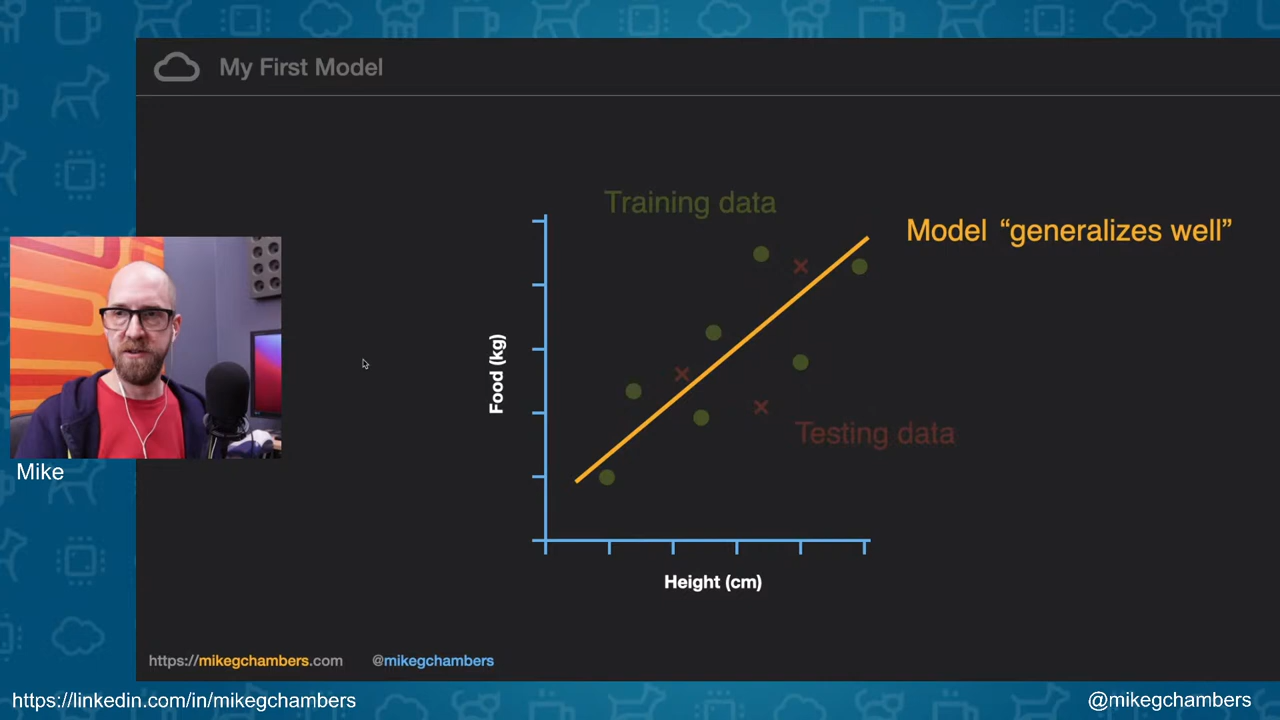 My First Model
Training data
Model “generalizes well”
Food (kg)
Testing data
Height (cm)
Mike
https://mikegchambers.com
@mikegchambers
https://linkedin.com/in/mikegchambers
@mikegchambers